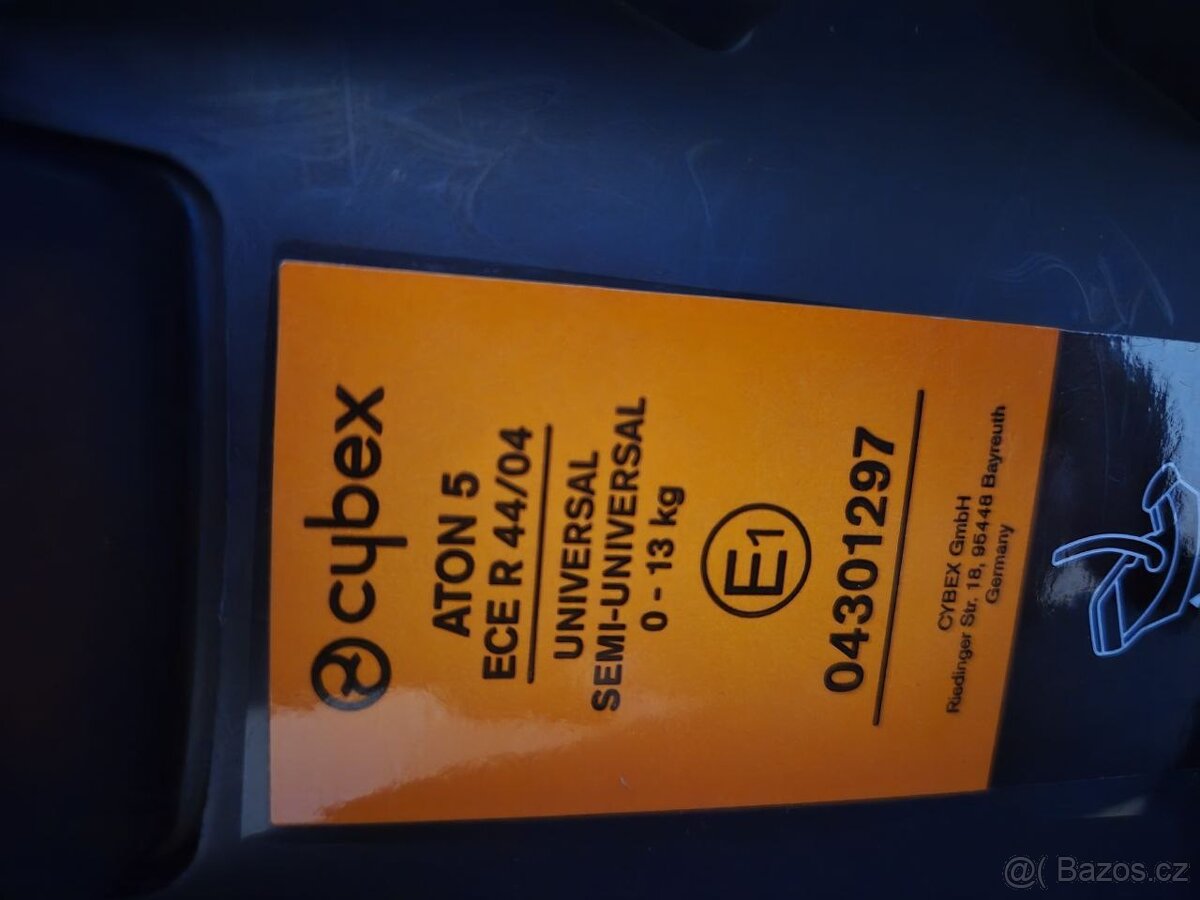 cybex
ATON 5
ECE R 44/04
UNIVERSAL
SEMI-UNIVERSAL
0 - 13 kg
E1
04301297
CYBEX GmbH
Riedinger Str. 18, 95448 Bayreuth
Germany
@( Bazos.cz